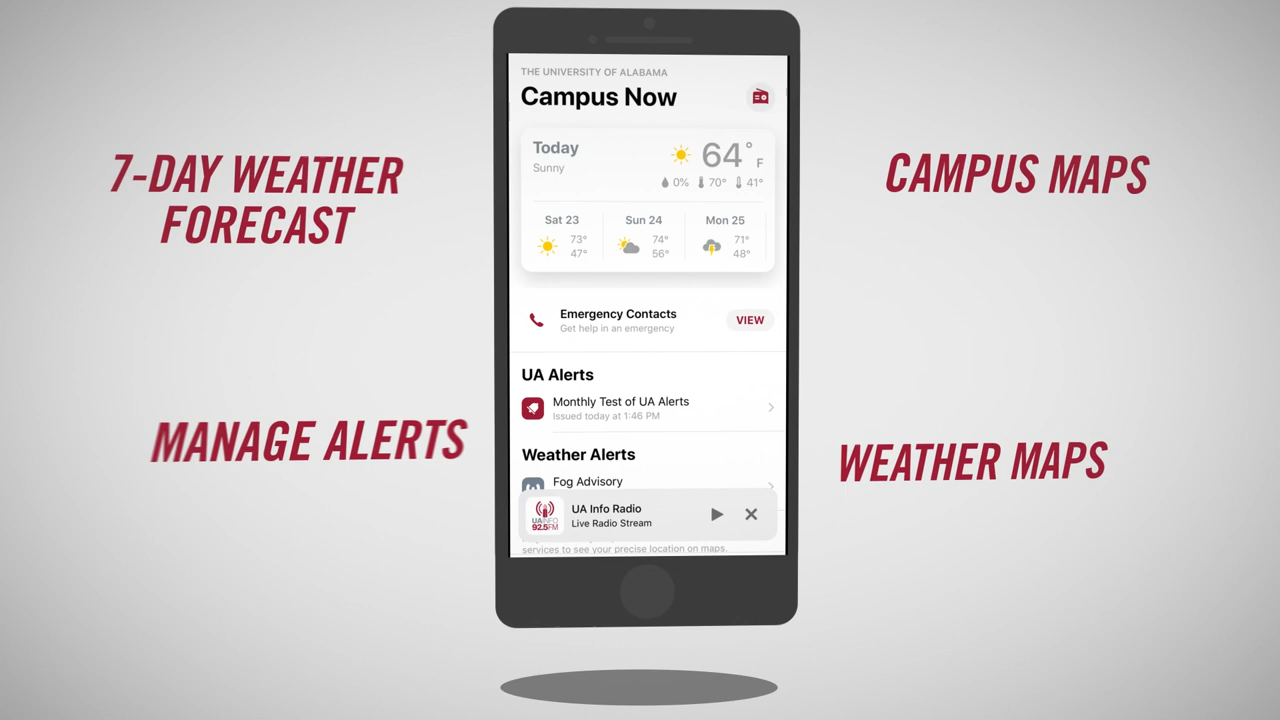 7-DAY WEATHER
FORECAST
MANAGE ALERTS
THE UNIVERSITY OF ALABAMA
Campus Now
Today
Sunny
64° F
0% 70° 41°
Sat 23 Sun 24 Mon 25
73° 74° 71°
47° 56° 48°
Emergency Contacts
Get help in an emergency
VIEW
UA Alerts
Monthly Test of UA Alerts
Issued today at 1:46 PM
Weather Alerts
Fog Advisory
UAINFO
92.5FM
UA Info Radio
Live Radio Stream
services to see your precise location on maps.
CAMPUS MAPS
WEATHER MAPS